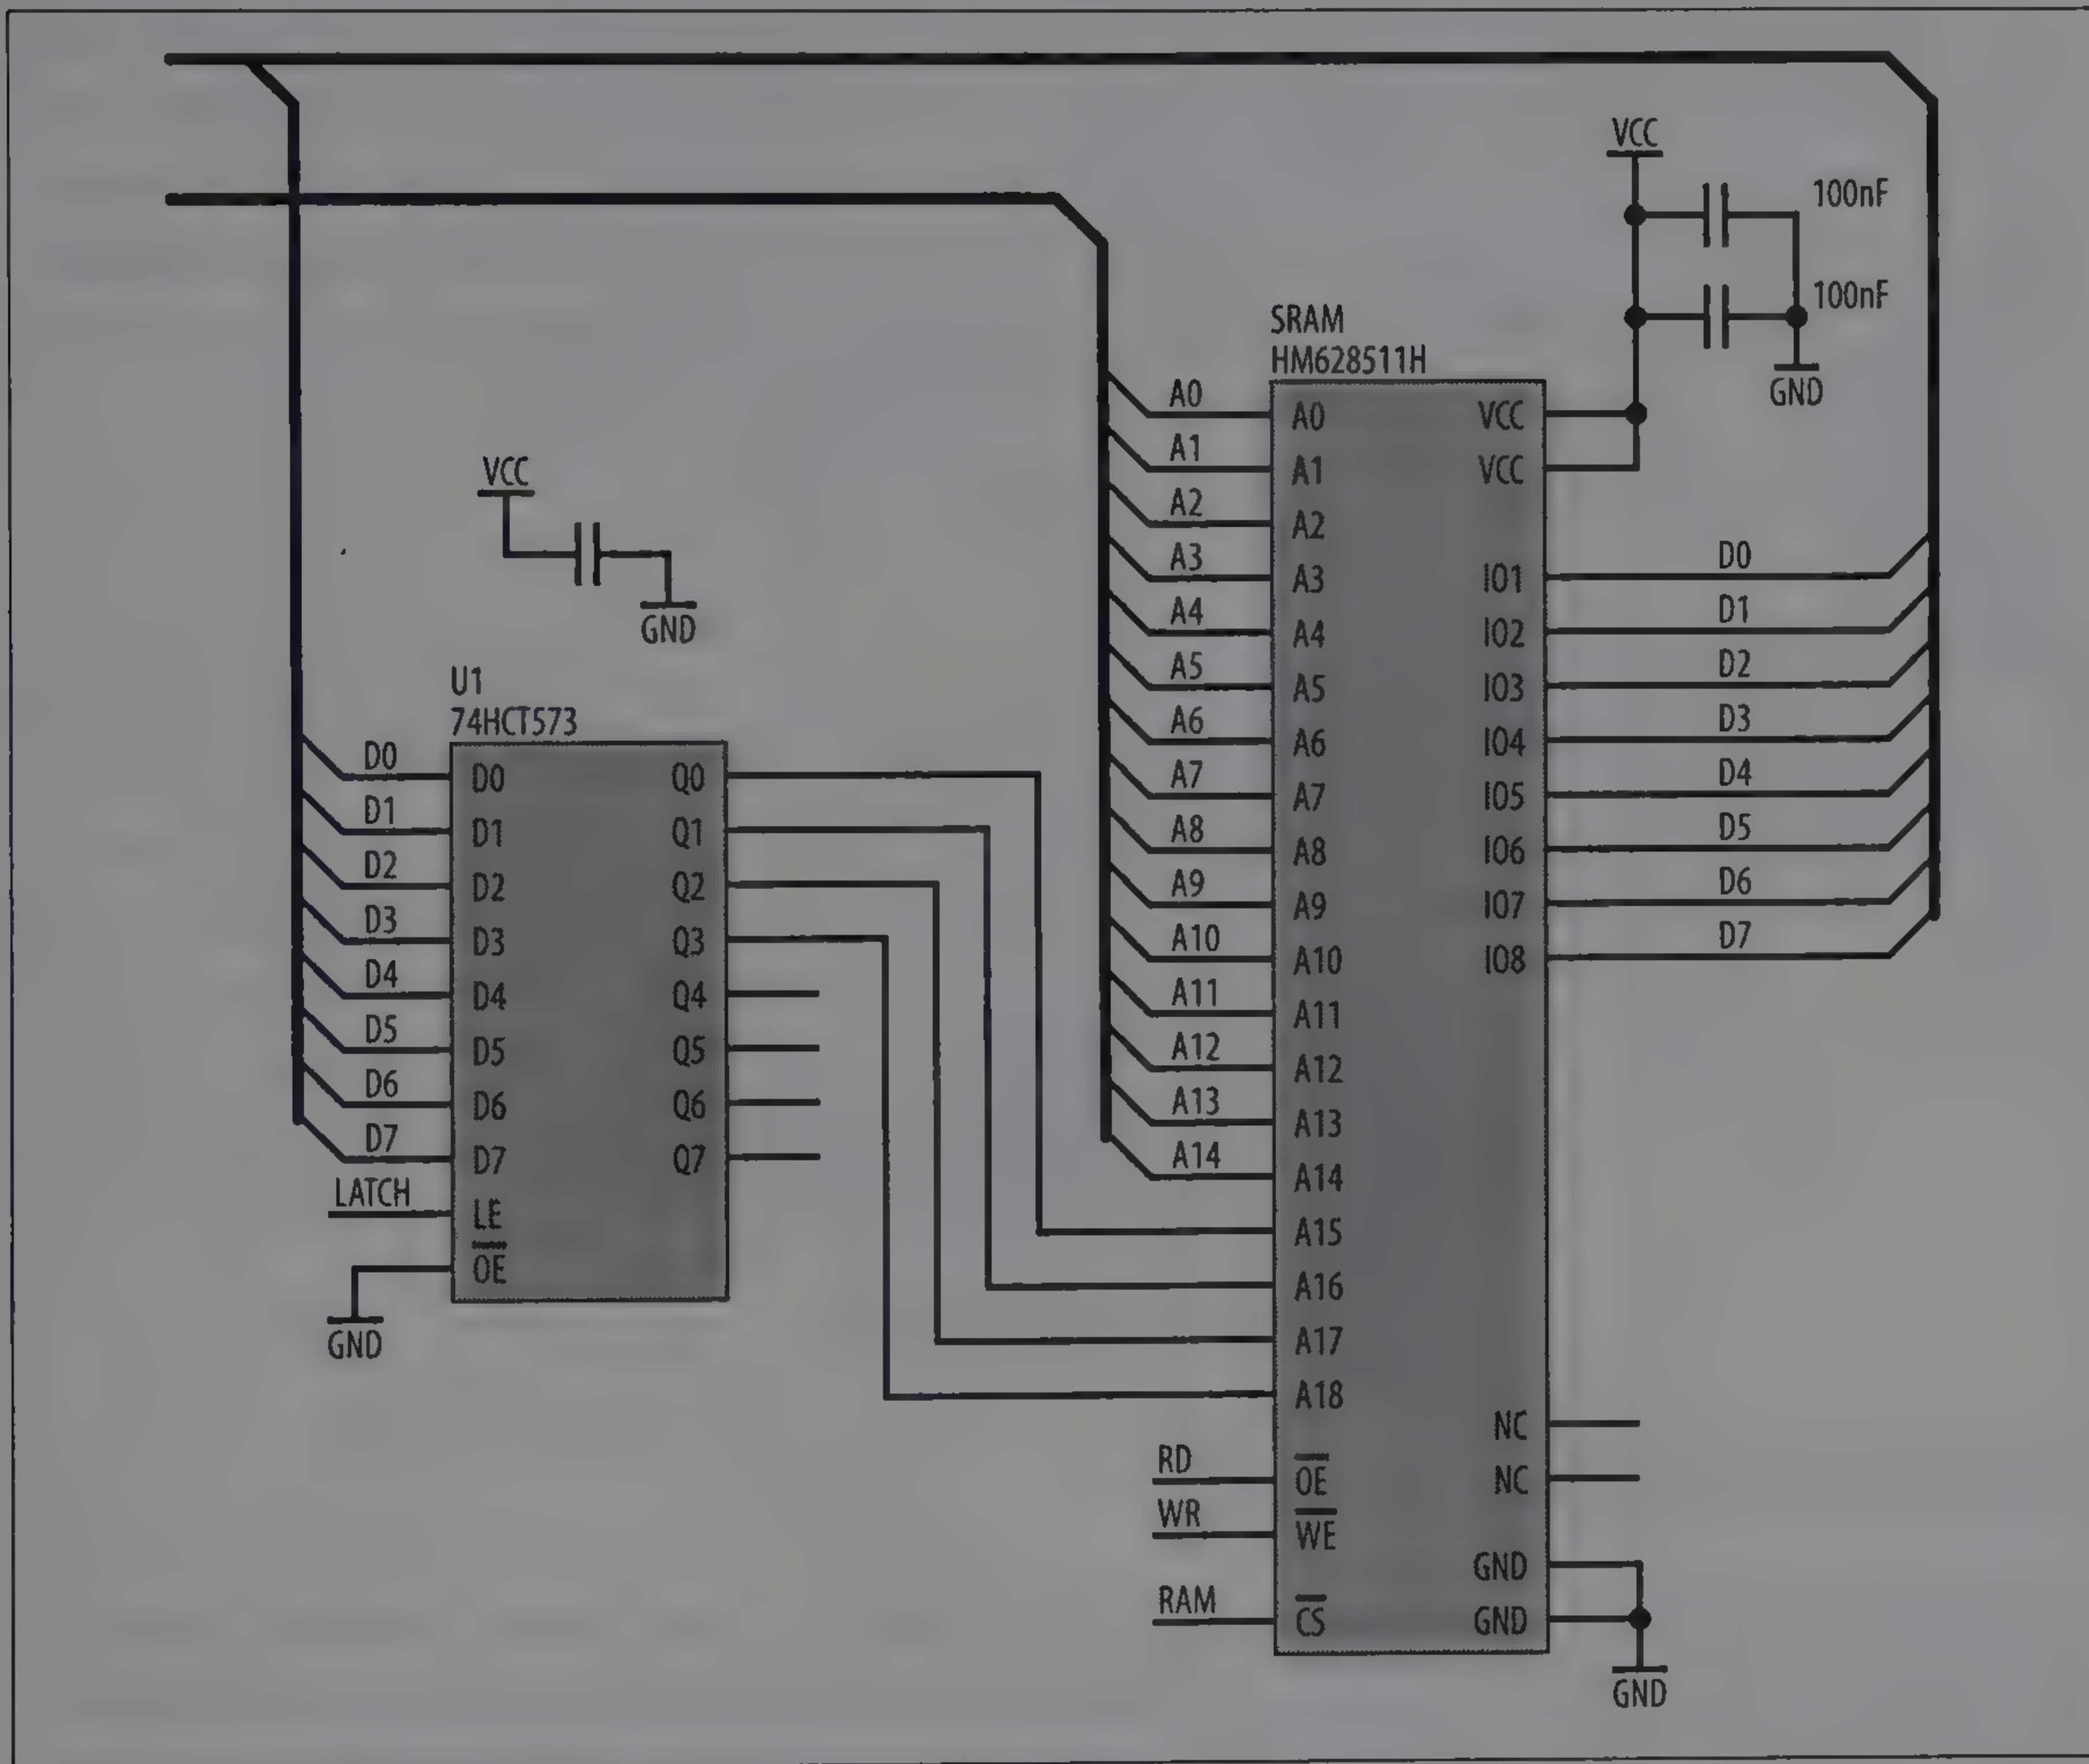 VCC
100nF
100nF
GND
SRAM
HM628511H
A0
A1
A2
A3
A4
A5
A6
A7
A8
A9
A10
A11
A12
A13
A14
A0
A1
A2
A3
A4
A5
A6
A7
A8
A9
A10
A11
A12
A13
A14
A15
A16
A17
A18
RD
WR
RAM
OE
WE
CS
VCC
VCC
IO1
IO2
IO3
IO4
IO5
IO6
IO7
IO8
NC
NC
GND
GND
GND
D0
D1
D2
D3
D4
D5
D6
D7
VCC
GND
U1
74HCT573
D0
D1
D2
D3
D4
D5
D6
D7
LATCH
GND
D0
D1
D2
D3
D4
D5
D6
D7
LE
OE
Q0
Q1
Q2
Q3
Q4
Q5
Q6
Q7